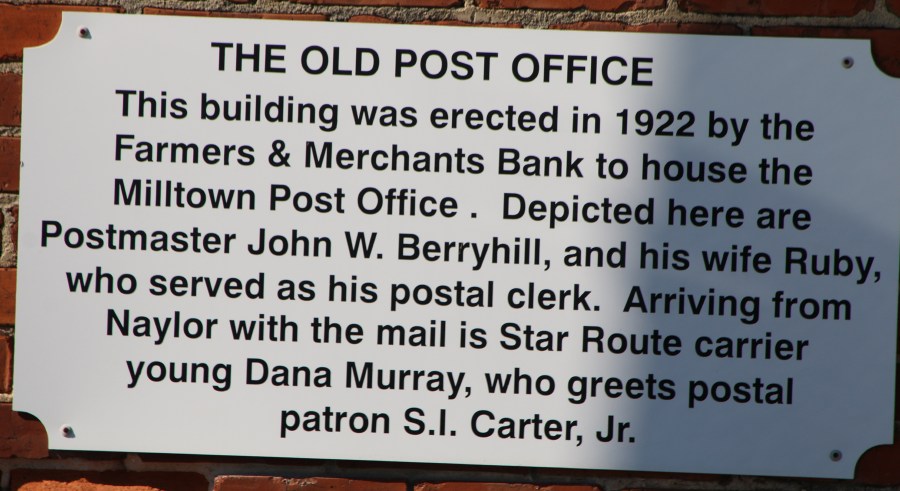 THE OLD POST OFFICE
This building was erected in 1922 by the
Farmers & Merchants Bank to house the
Milltown Post Office .  Depicted here are
Postmaster John W. Berryhill, and his wife Ruby,
who served as his postal clerk.  Arriving from
Naylor with the mail is Star Route carrier
young Dana Murray, who greets postal
patron S.I. Carter, Jr.